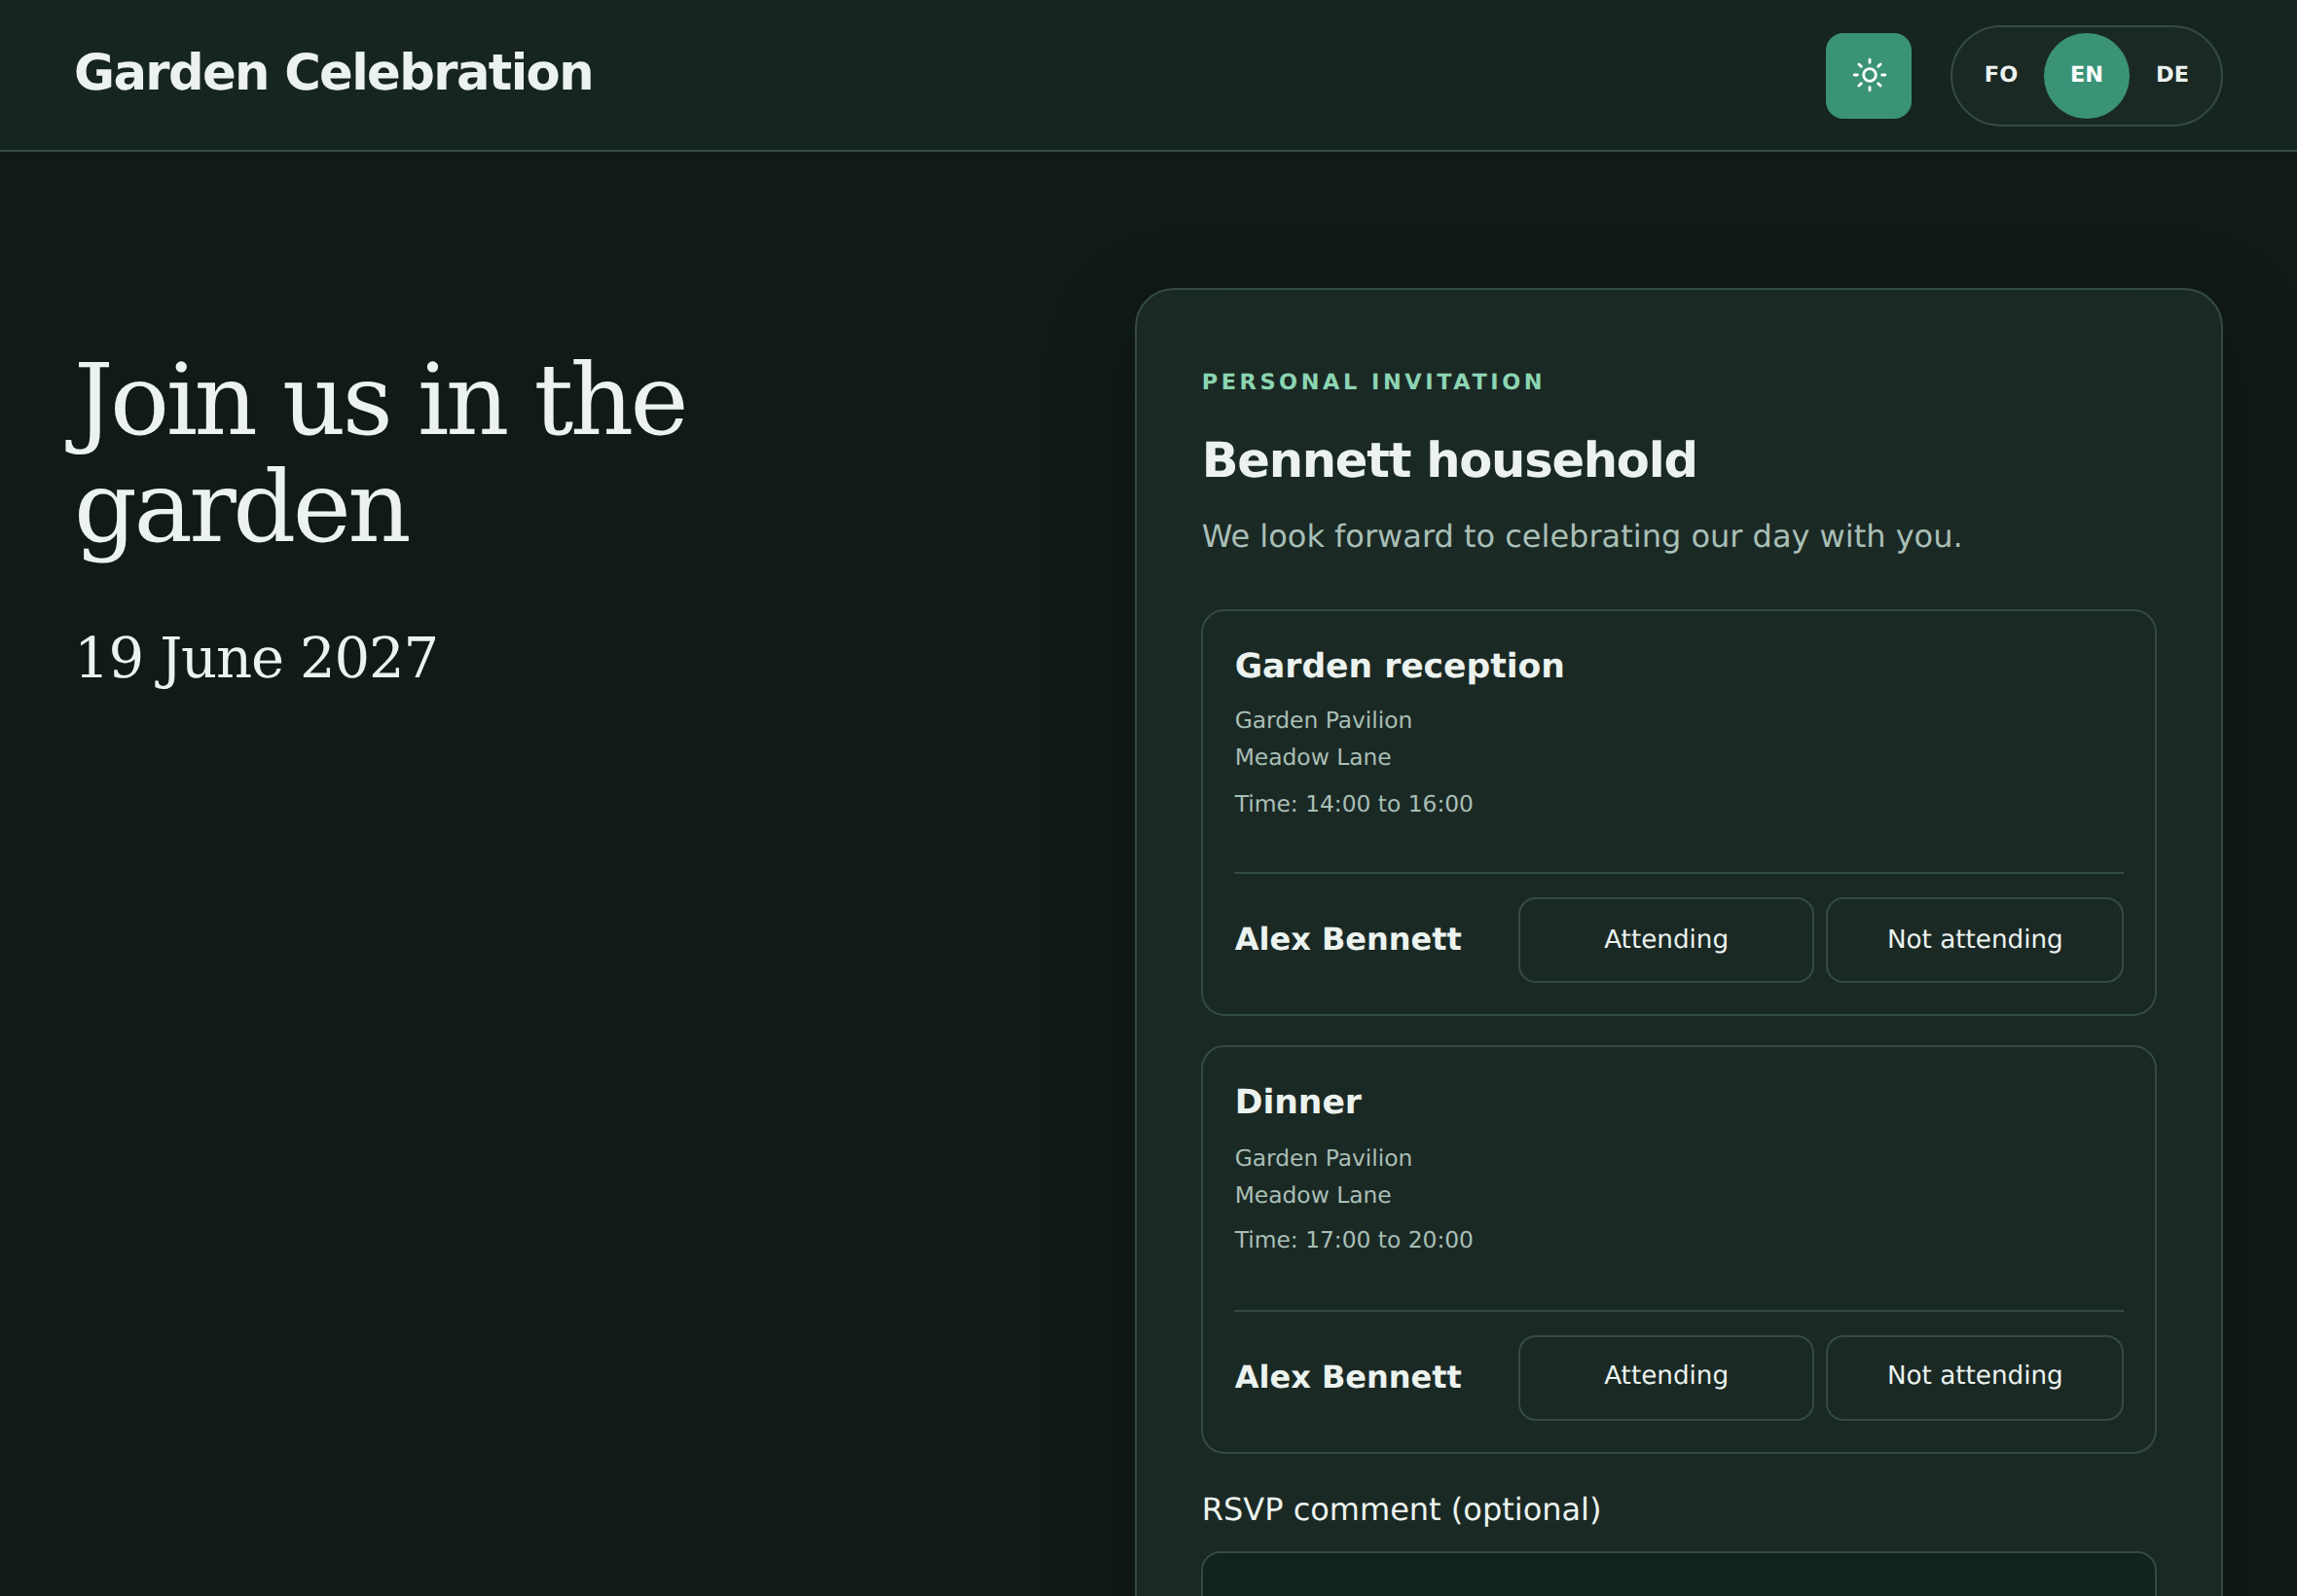 Garden Celebration
FO EN DE
Join us in the
garden
19 June 2027
PERSONAL INVITATION
Bennett household
We look forward to celebrating our day with you.
Garden reception
Garden Pavilion
Meadow Lane
Time: 14:00 to 16:00
Alex Bennett Attending Not attending
Dinner
Garden Pavilion
Meadow Lane
Time: 17:00 to 20:00
Alex Bennett Attending Not attending
RSVP comment (optional)